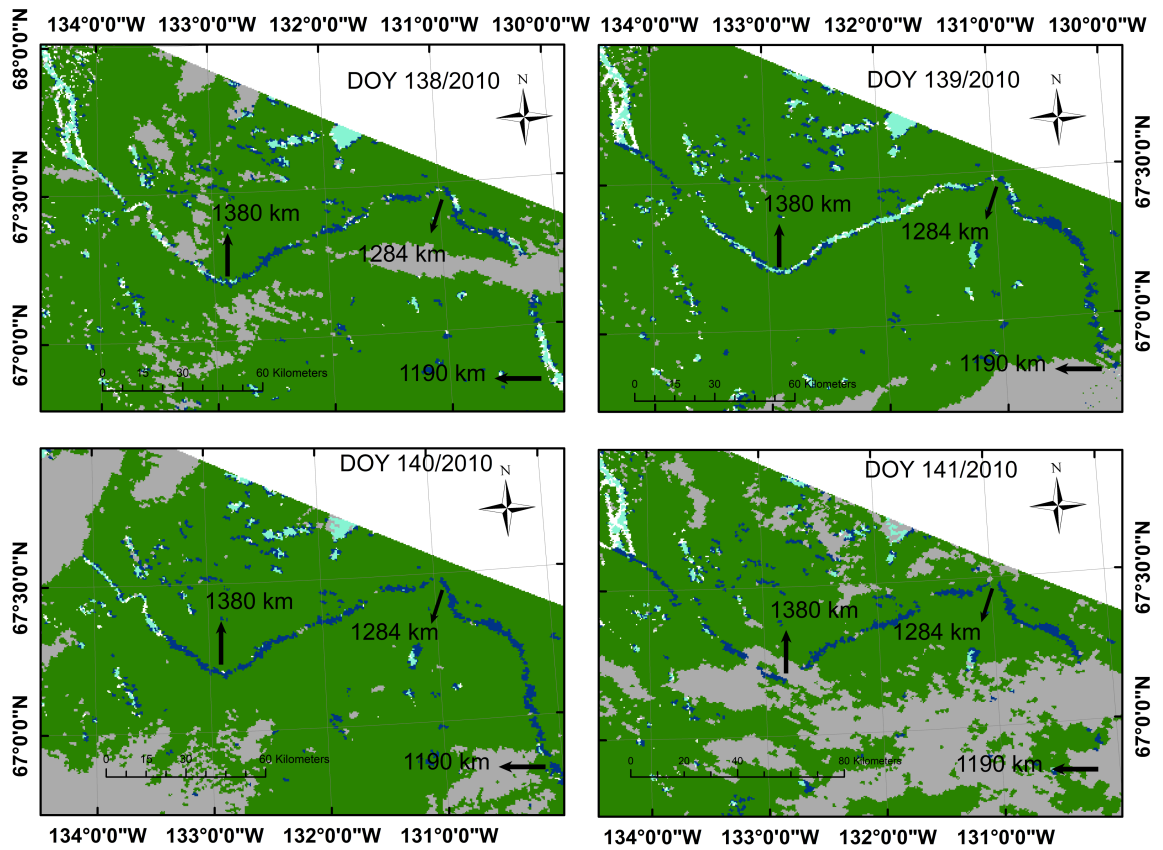 134°0'0"W 133°0'0"W 132°0'0"W 131°0'0"W 130°0'0"W 134°0'0"W 133°0'0"W 132°0'0"W 131°0'0"W 130°0'0"W
68°0'0"N
67°30'0"N
67°0'0"N
DOY 138/2010
N
1380 km
1284 km
1190 km
0 15 30 60 Kilometers
DOY 139/2010
N
1380 km
1284 km
1190 km
0 15 30 60 Kilometers
67°30'0"N
67°0'0"N
67°30'0"N
67°0'0"N
DOY 140/2010
N
1380 km
1284 km
1190 km
0 15 30 60 Kilometers
DOY 141/2010
N
1380 km
1284 km
1190 km
0 20 40 80 Kilometers
67°30'0"N
67°0'0"N
134°0'0"W 133°0'0"W 132°0'0"W 131°0'0"W 134°0'0"W 133°0'0"W 132°0'0"W 131°0'0"W